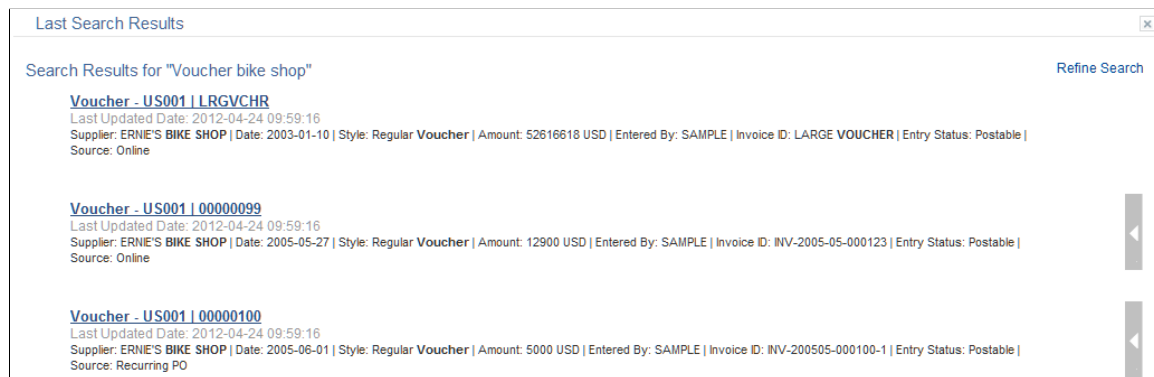 Last Search Results
Search Results for "Voucher bike shop"
Refine Search
Voucher - US001 | LRGVCHR
Last Updated Date: 2012-04-24 09:59:16
Supplier: ERNIE'S BIKE SHOP | Date: 2003-01-10 | Style: Regular Voucher | Amount: 52616618 USD | Entered By: SAMPLE | Invoice ID: LARGE VOUCHER | Entry Status: Postable |
Source: Online
Voucher - US001 | 00000099
Last Updated Date: 2012-04-24 09:59:16
Supplier: ERNIE'S BIKE SHOP | Date: 2005-05-27 | Style: Regular Voucher | Amount: 12900 USD | Entered By: SAMPLE | Invoice ID: INV-2005-05-000123 | Entry Status: Postable |
Source: Online
Voucher - US001 | 00000100
Last Updated Date: 2012-04-24 09:59:16
Supplier: ERNIE'S BIKE SHOP | Date: 2005-06-01 | Style: Regular Voucher | Amount: 5000 USD | Entered By: SAMPLE | Invoice ID: INV-200505-000100-1 | Entry Status: Postable |
Source: Recurring PO